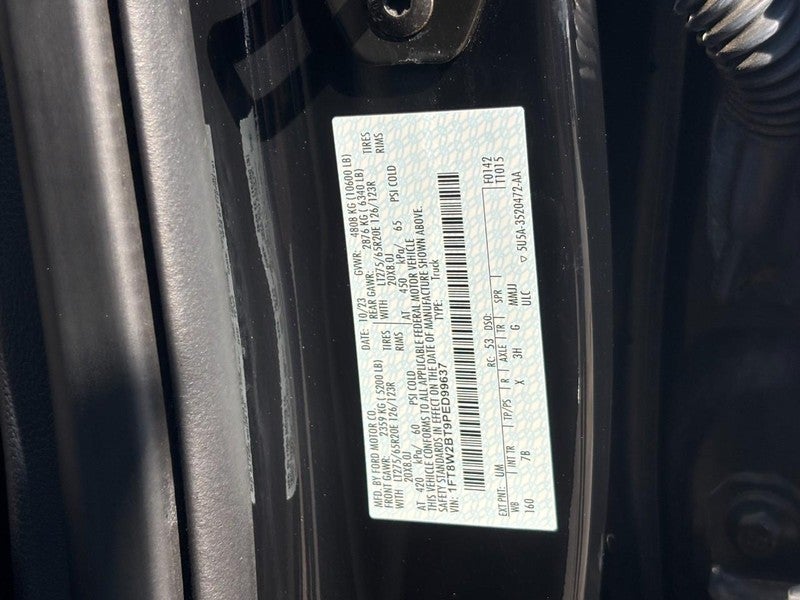 MFD. BY FORD MOTOR CO. 10/23 GVWR: 4808 KG (10600 LB)
FRONT GAWR: 2359 KG ( 5200 LB) REAR GAWR: 2876 KG ( 6340 LB)
WITH LT275/65R20E 126/123R TIRES WITH LT275/65R20E 126/123R TIRES
20X8.0J RIMS 20X8.0J RIMS
AT 420 kPa/ 60 PSI COLD AT 450 kPa/ 65 PSI COLD
THIS VEHICLE CONFORMS TO ALL APPLICABLE FEDERAL MOTOR VEHICLE
SAFETY STANDARDS IN EFFECT ON THE DATE OF MANUFACTURE SHOWN ABOVE.
VIN: 1FT8W2BT9PED99637 TYPE: Truck
F0142
T1015
EXT PNT: UM RC: 53 DSO:
WB INT TR TP/PS R AXLE TR SPR ▽ 5U5A-3520472-AA
160 7B X 3H G MMJJ
ULC